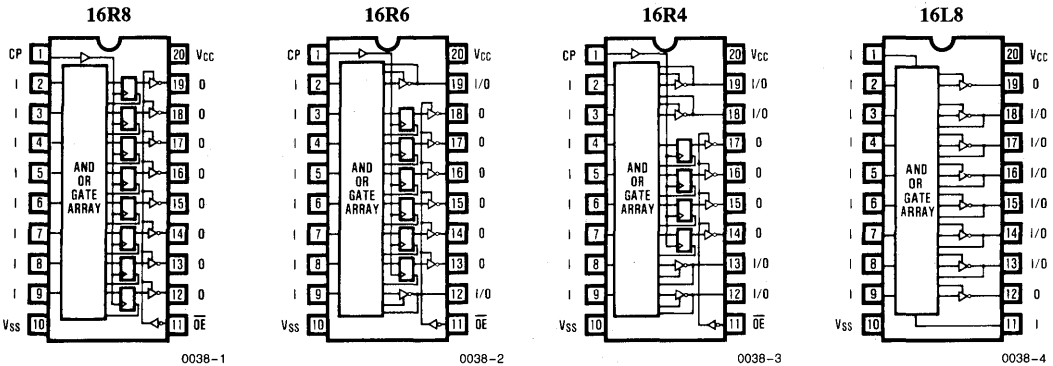 16R8
CP 1 20 VCC
I 2 19 O
I 3 18 O
I 4 17 O
I 5 16 O
I 6 15 O
I 7 14 O
I 8 13 O
I 9 12 O
VSS 10 11 OE
AND
OR
GATE
ARRAY
0038-1
16R6
CP 1 20 VCC
I 2 19 I/O
I 3 18 O
I 4 17 O
I 5 16 O
I 6 15 O
I 7 14 O
I 8 13 O
I 9 12 I/O
VSS 10 11 OE
AND
OR
GATE
ARRAY
0038-2
16R4
CP 1 20 VCC
I 2 19 I/O
I 3 18 I/O
I 4 17 O
I 5 16 O
I 6 15 O
I 7 14 O
I 8 13 I/O
I 9 12 I/O
VSS 10 11 OE
AND
OR
GATE
ARRAY
0038-3
16L8
I 1 20 VCC
I 2 19 O
I 3 18 I/O
I 4 17 I/O
I 5 16 I/O
I 6 15 I/O
I 7 14 I/O
I 8 13 I/O
I 9 12 O
VSS 10 11 I
AND
OR
GATE
ARRAY
0038-4